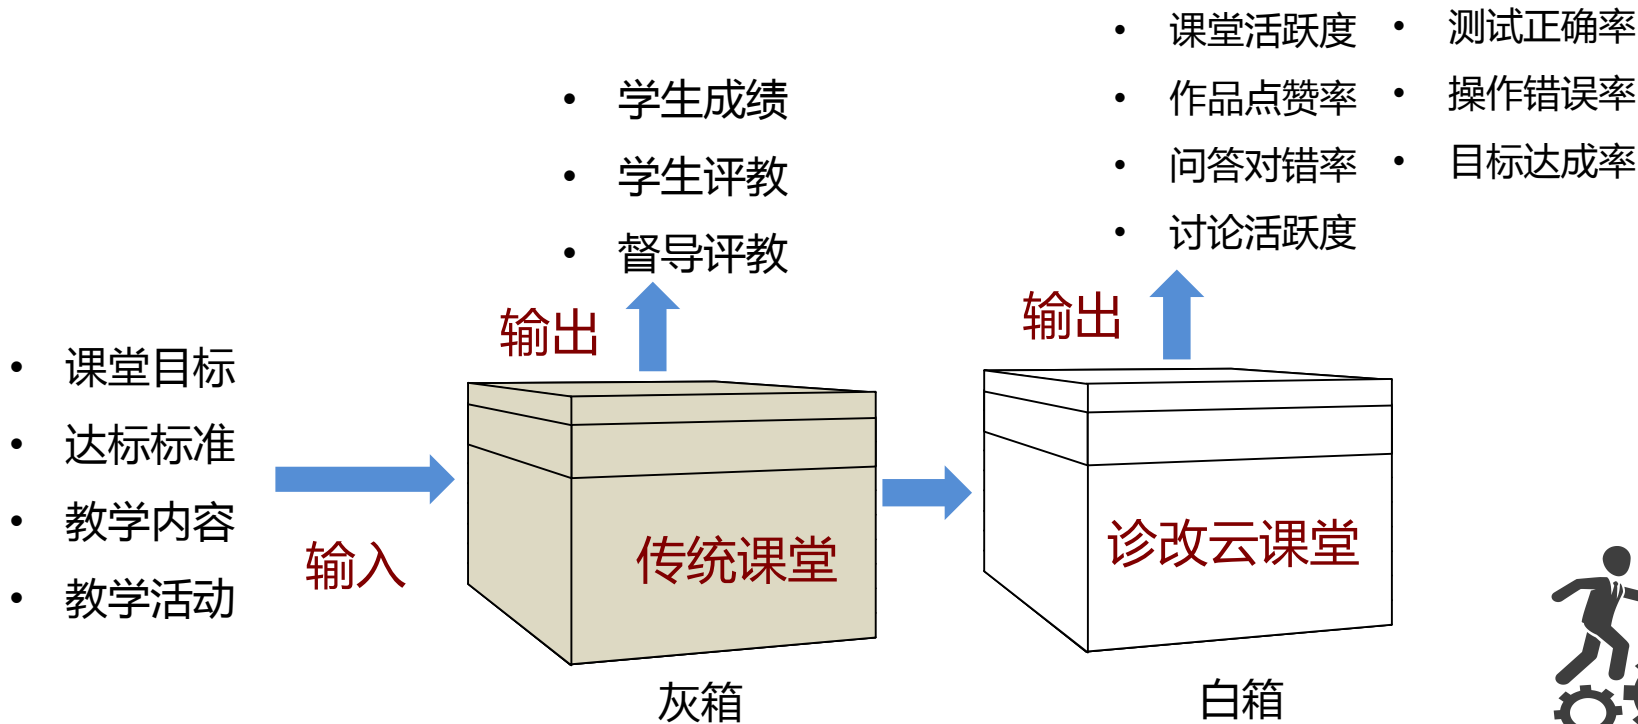 • 课堂活跃度
• 作品点赞率
• 问答对错率
• 讨论活跃度
• 测试正确率
• 操作错误率
• 目标达成率
• 学生成绩
• 学生评教
• 督导评教
输出
输出
• 课堂目标
• 达标标准
• 教学内容
• 教学活动
输入
传统课堂
诊改云课堂
灰箱
白箱